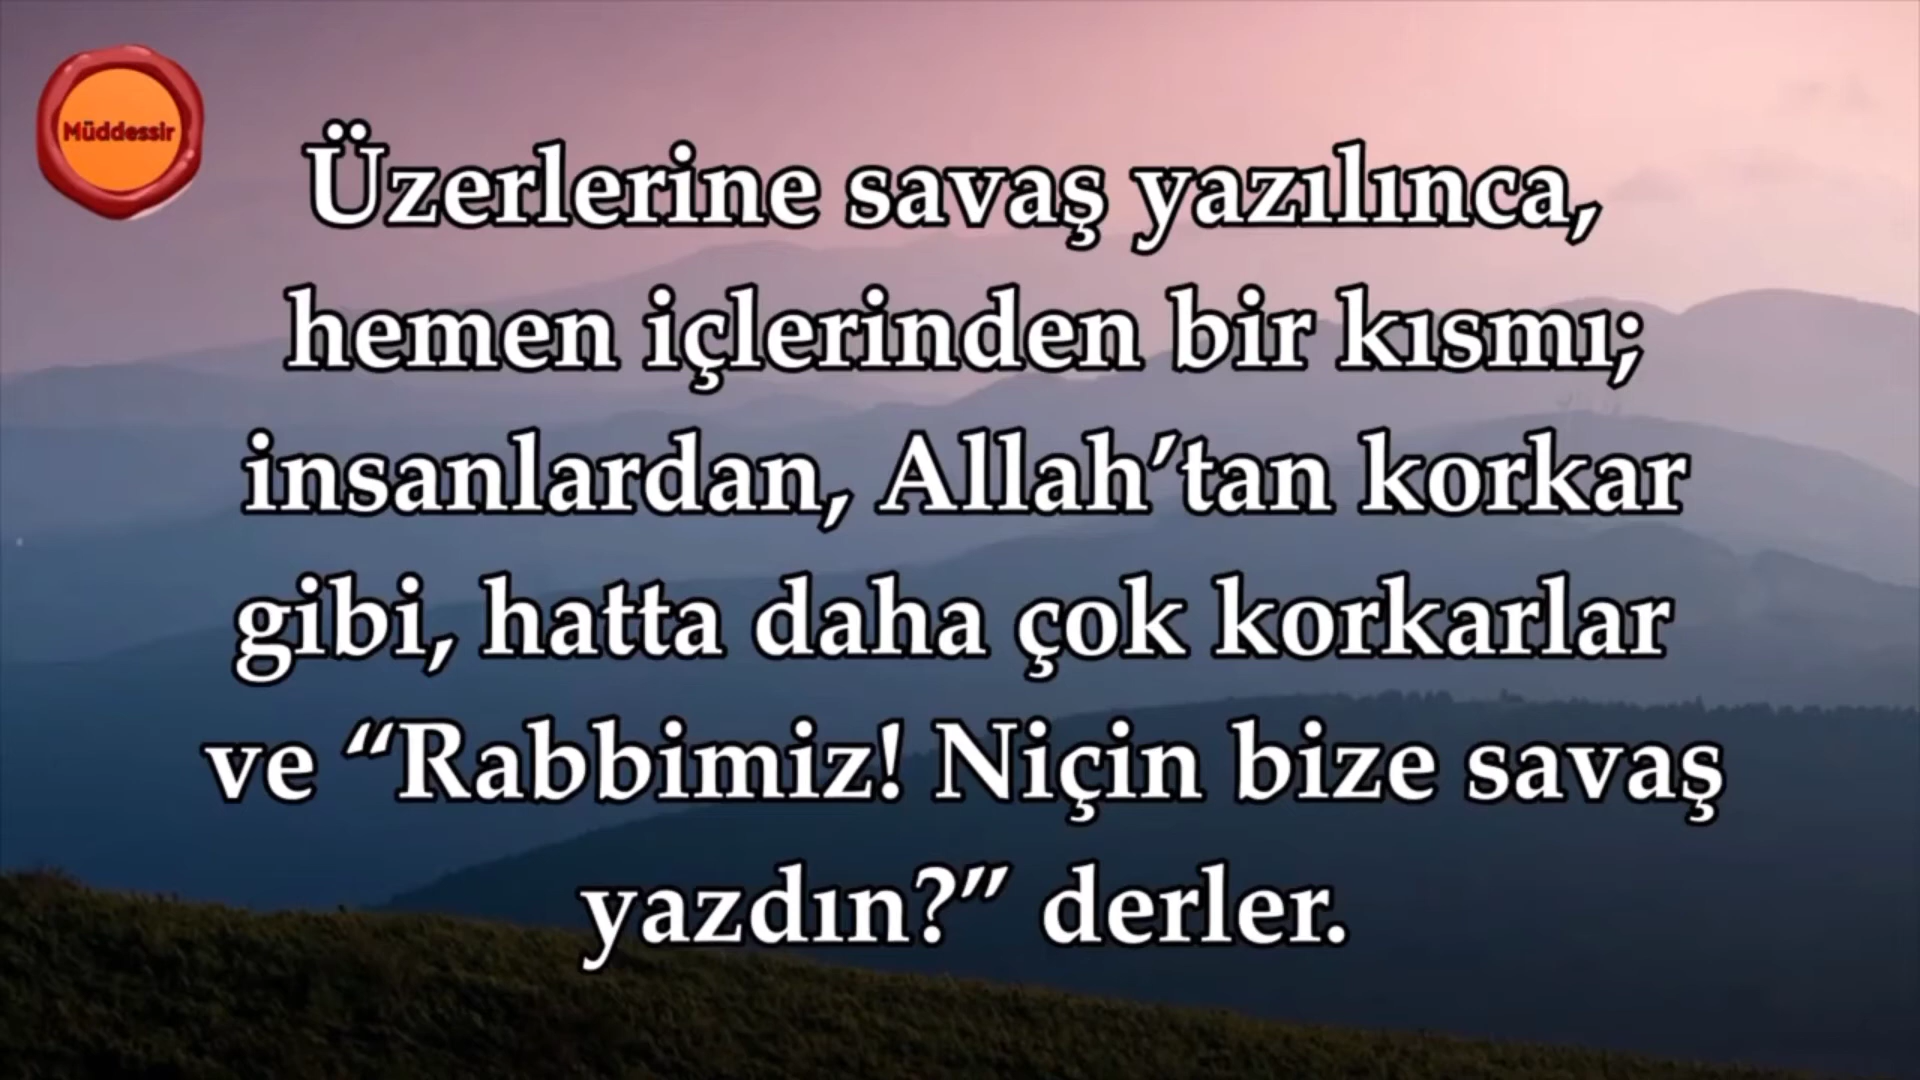 Müddessir
Üzerlerine savaş yazılınca,
hemen içlerinden bir kısmı;
insanlardan, Allah’tan korkar
gibi, hatta daha çok korkarlar
ve “Rabbimiz! Niçin bize savaş
yazdın?” derler.